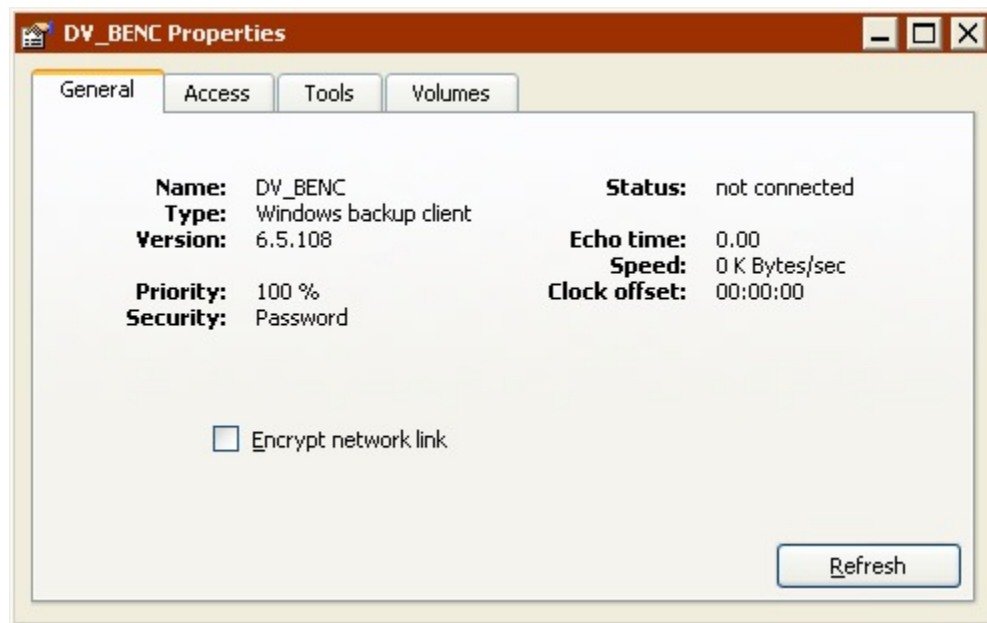 DV_BENC Properties
General Access Tools Volumes
Name: DV_BENC
Type: Windows backup client
Version: 6.5.108
Priority: 100 %
Security: Password
Status: not connected
Echo time: 0.00
Speed: 0 K Bytes/sec
Clock offset: 00:00:00
Encrypt network link
Refresh